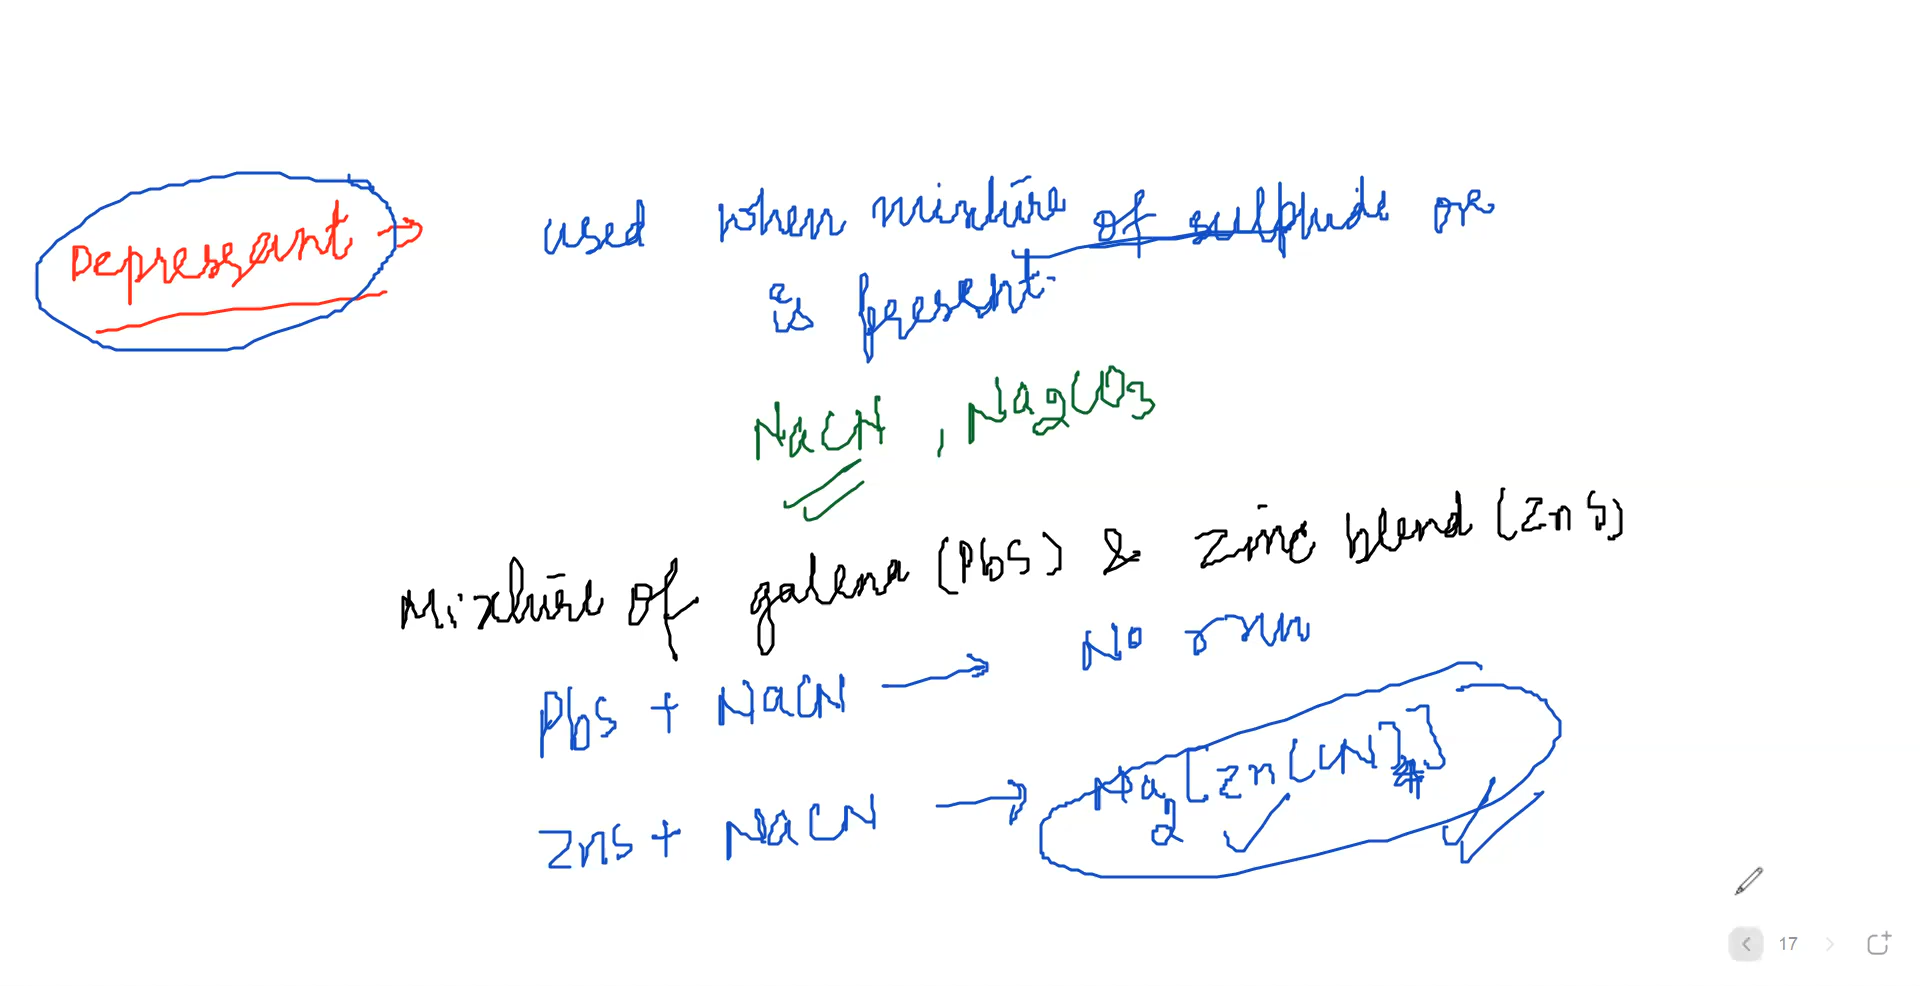 Depressant → used when mixture of sulphide ore
is present.
NaCN , Na2CO3
Mixture of galena (PbS) & zinc blend (ZnS)
PbS + NaCN → No rxn
ZnS + NaCN → Na2[Zn(CN)4]
17